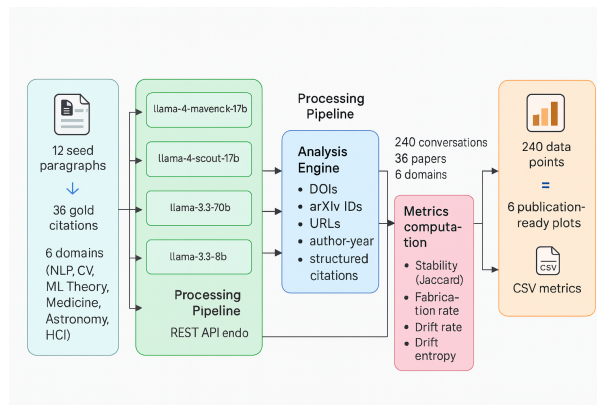 12 seed
paragraphs
36 gold
citations
6 domains
(NLP, CV,
ML Theory,
Medicine,
Astronomy,
HCI)
llama-4-mavenck-17b
llama-4-scout-17b
llama-3.3-70b
llama-3.3-8b
Processing
Pipeline
REST API endo
Processing
Pipeline
Analysis
Engine
• DOIs
• arXIv IDs
• URLs
• author-year
• structured
citations
240 conversations
36 papers
6 domains
Metrics
computa-
tion
• Stability
(Jaccard)
• Fabrica-
tion rate
• Drift rate
• Drift
entropy
240 data
points
=
6 publication-
ready plots
CSV
CSV metrics